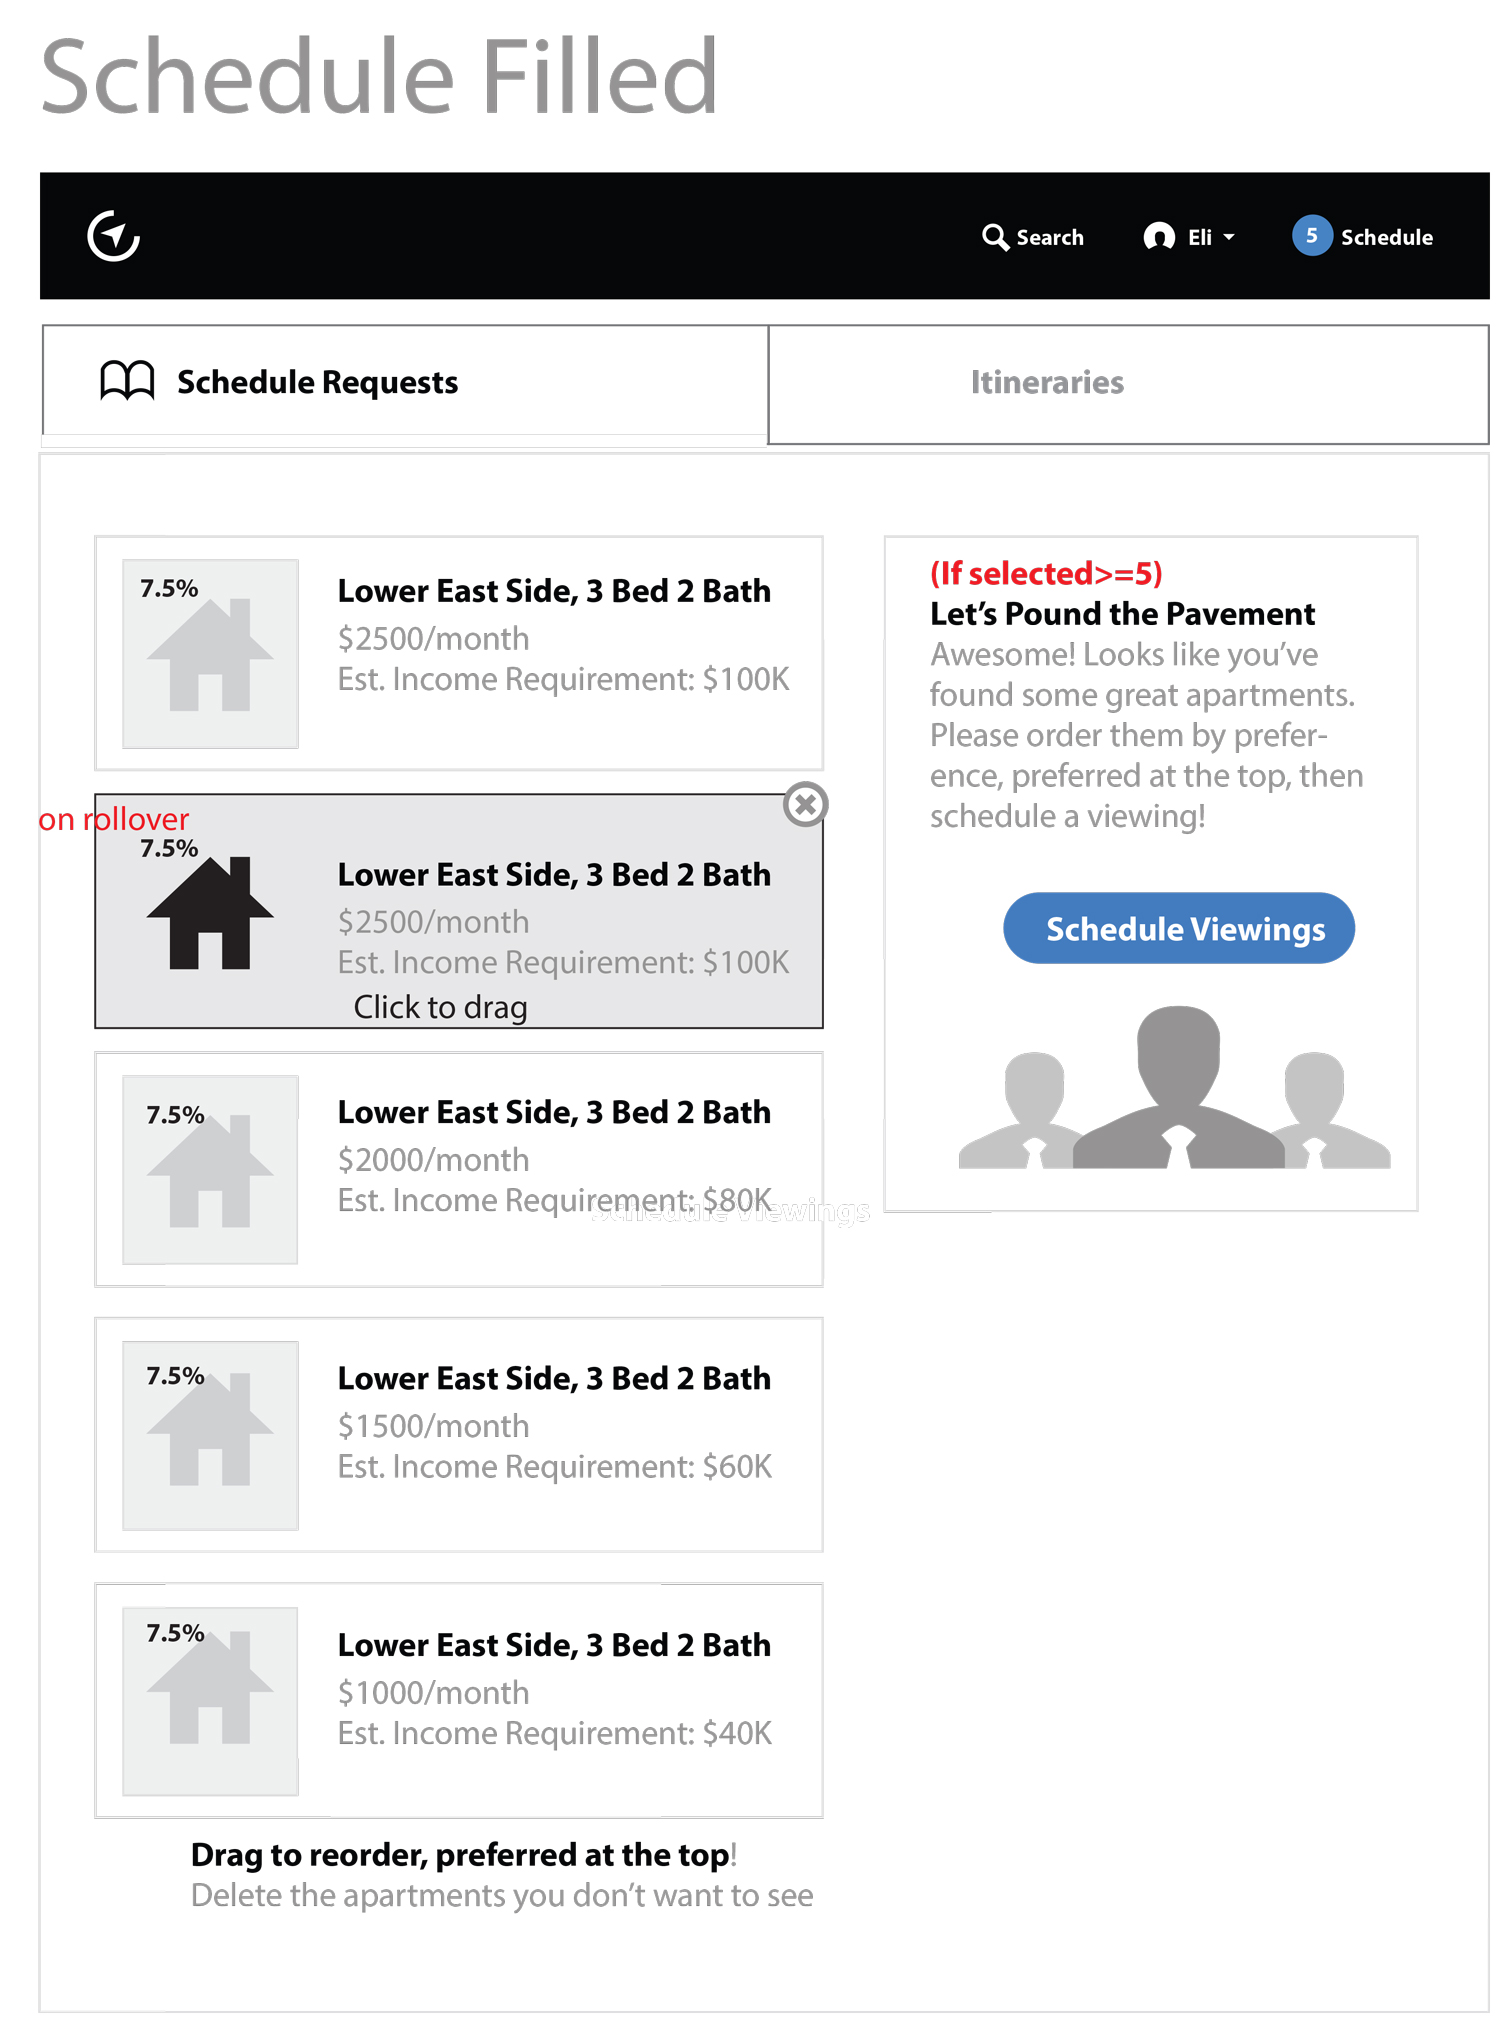 Schedule Filled
Search
Eli
5
Schedule
Schedule Requests
Itineraries
7.5%
Lower East Side, 3 Bed 2 Bath
$2500/month
Est. Income Requirement: $100K
on rollover
7.5%
Lower East Side, 3 Bed 2 Bath
$2500/month
Est. Income Requirement: $100K
Click to drag
7.5%
Lower East Side, 3 Bed 2 Bath
$2000/month
Est. Income Requirement: $80K
Schedule Viewings
7.5%
Lower East Side, 3 Bed 2 Bath
$1500/month
Est. Income Requirement: $60K
7.5%
Lower East Side, 3 Bed 2 Bath
$1000/month
Est. Income Requirement: $40K
Drag to reorder, preferred at the top!
Delete the apartments you don’t want to see
(If selected>=5)
Let’s Pound the Pavement
Awesome! Looks like you’ve
found some great apartments.
Please order them by prefer-
ence, preferred at the top, then
schedule a viewing!
Schedule Viewings